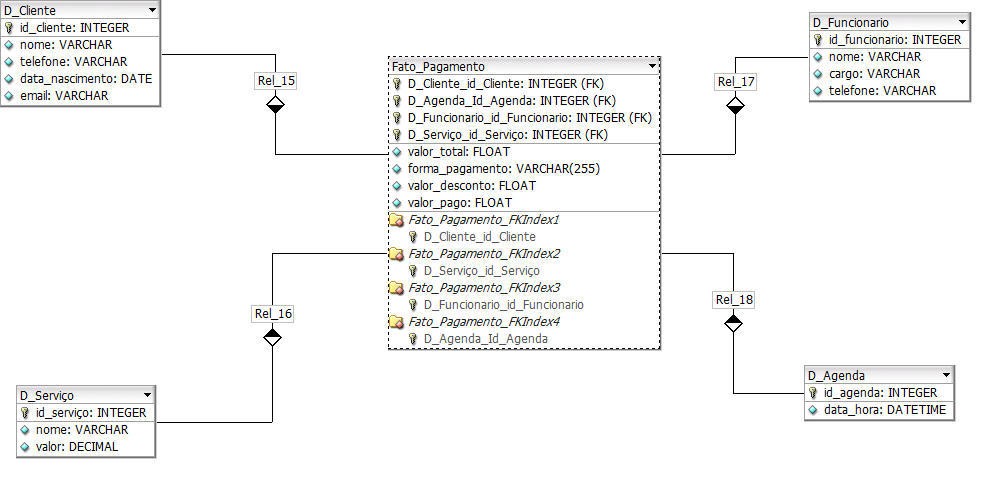 D_Cliente
id_cliente: INTEGER
nome: VARCHAR
telefone: VARCHAR
data_nascimento: DATE
email: VARCHAR
Rel_15
Fato_Pagamento
D_Cliente_id_Cliente: INTEGER (FK)
D_Agenda_Id_Agenda: INTEGER (FK)
D_Funcionario_id_Funcionario: INTEGER (FK)
D_Serviço_id_Serviço: INTEGER (FK)
valor_total: FLOAT
forma_pagamento: VARCHAR(255)
valor_desconto: FLOAT
valor_pago: FLOAT
Fato_Pagamento_FKIndex1
D_Cliente_id_Cliente
Fato_Pagamento_FKIndex2
D_Serviço_id_Serviço
Fato_Pagamento_FKIndex3
D_Funcionario_id_Funcionario
Fato_Pagamento_FKIndex4
D_Agenda_Id_Agenda
Rel_17
D_Funcionario
id_funcionario: INTEGER
nome: VARCHAR
cargo: VARCHAR
telefone: VARCHAR
Rel_16
D_Serviço
id_serviço: INTEGER
nome: VARCHAR
valor: DECIMAL
Rel_18
D_Agenda
id_agenda: INTEGER
data_hora: DATETIME